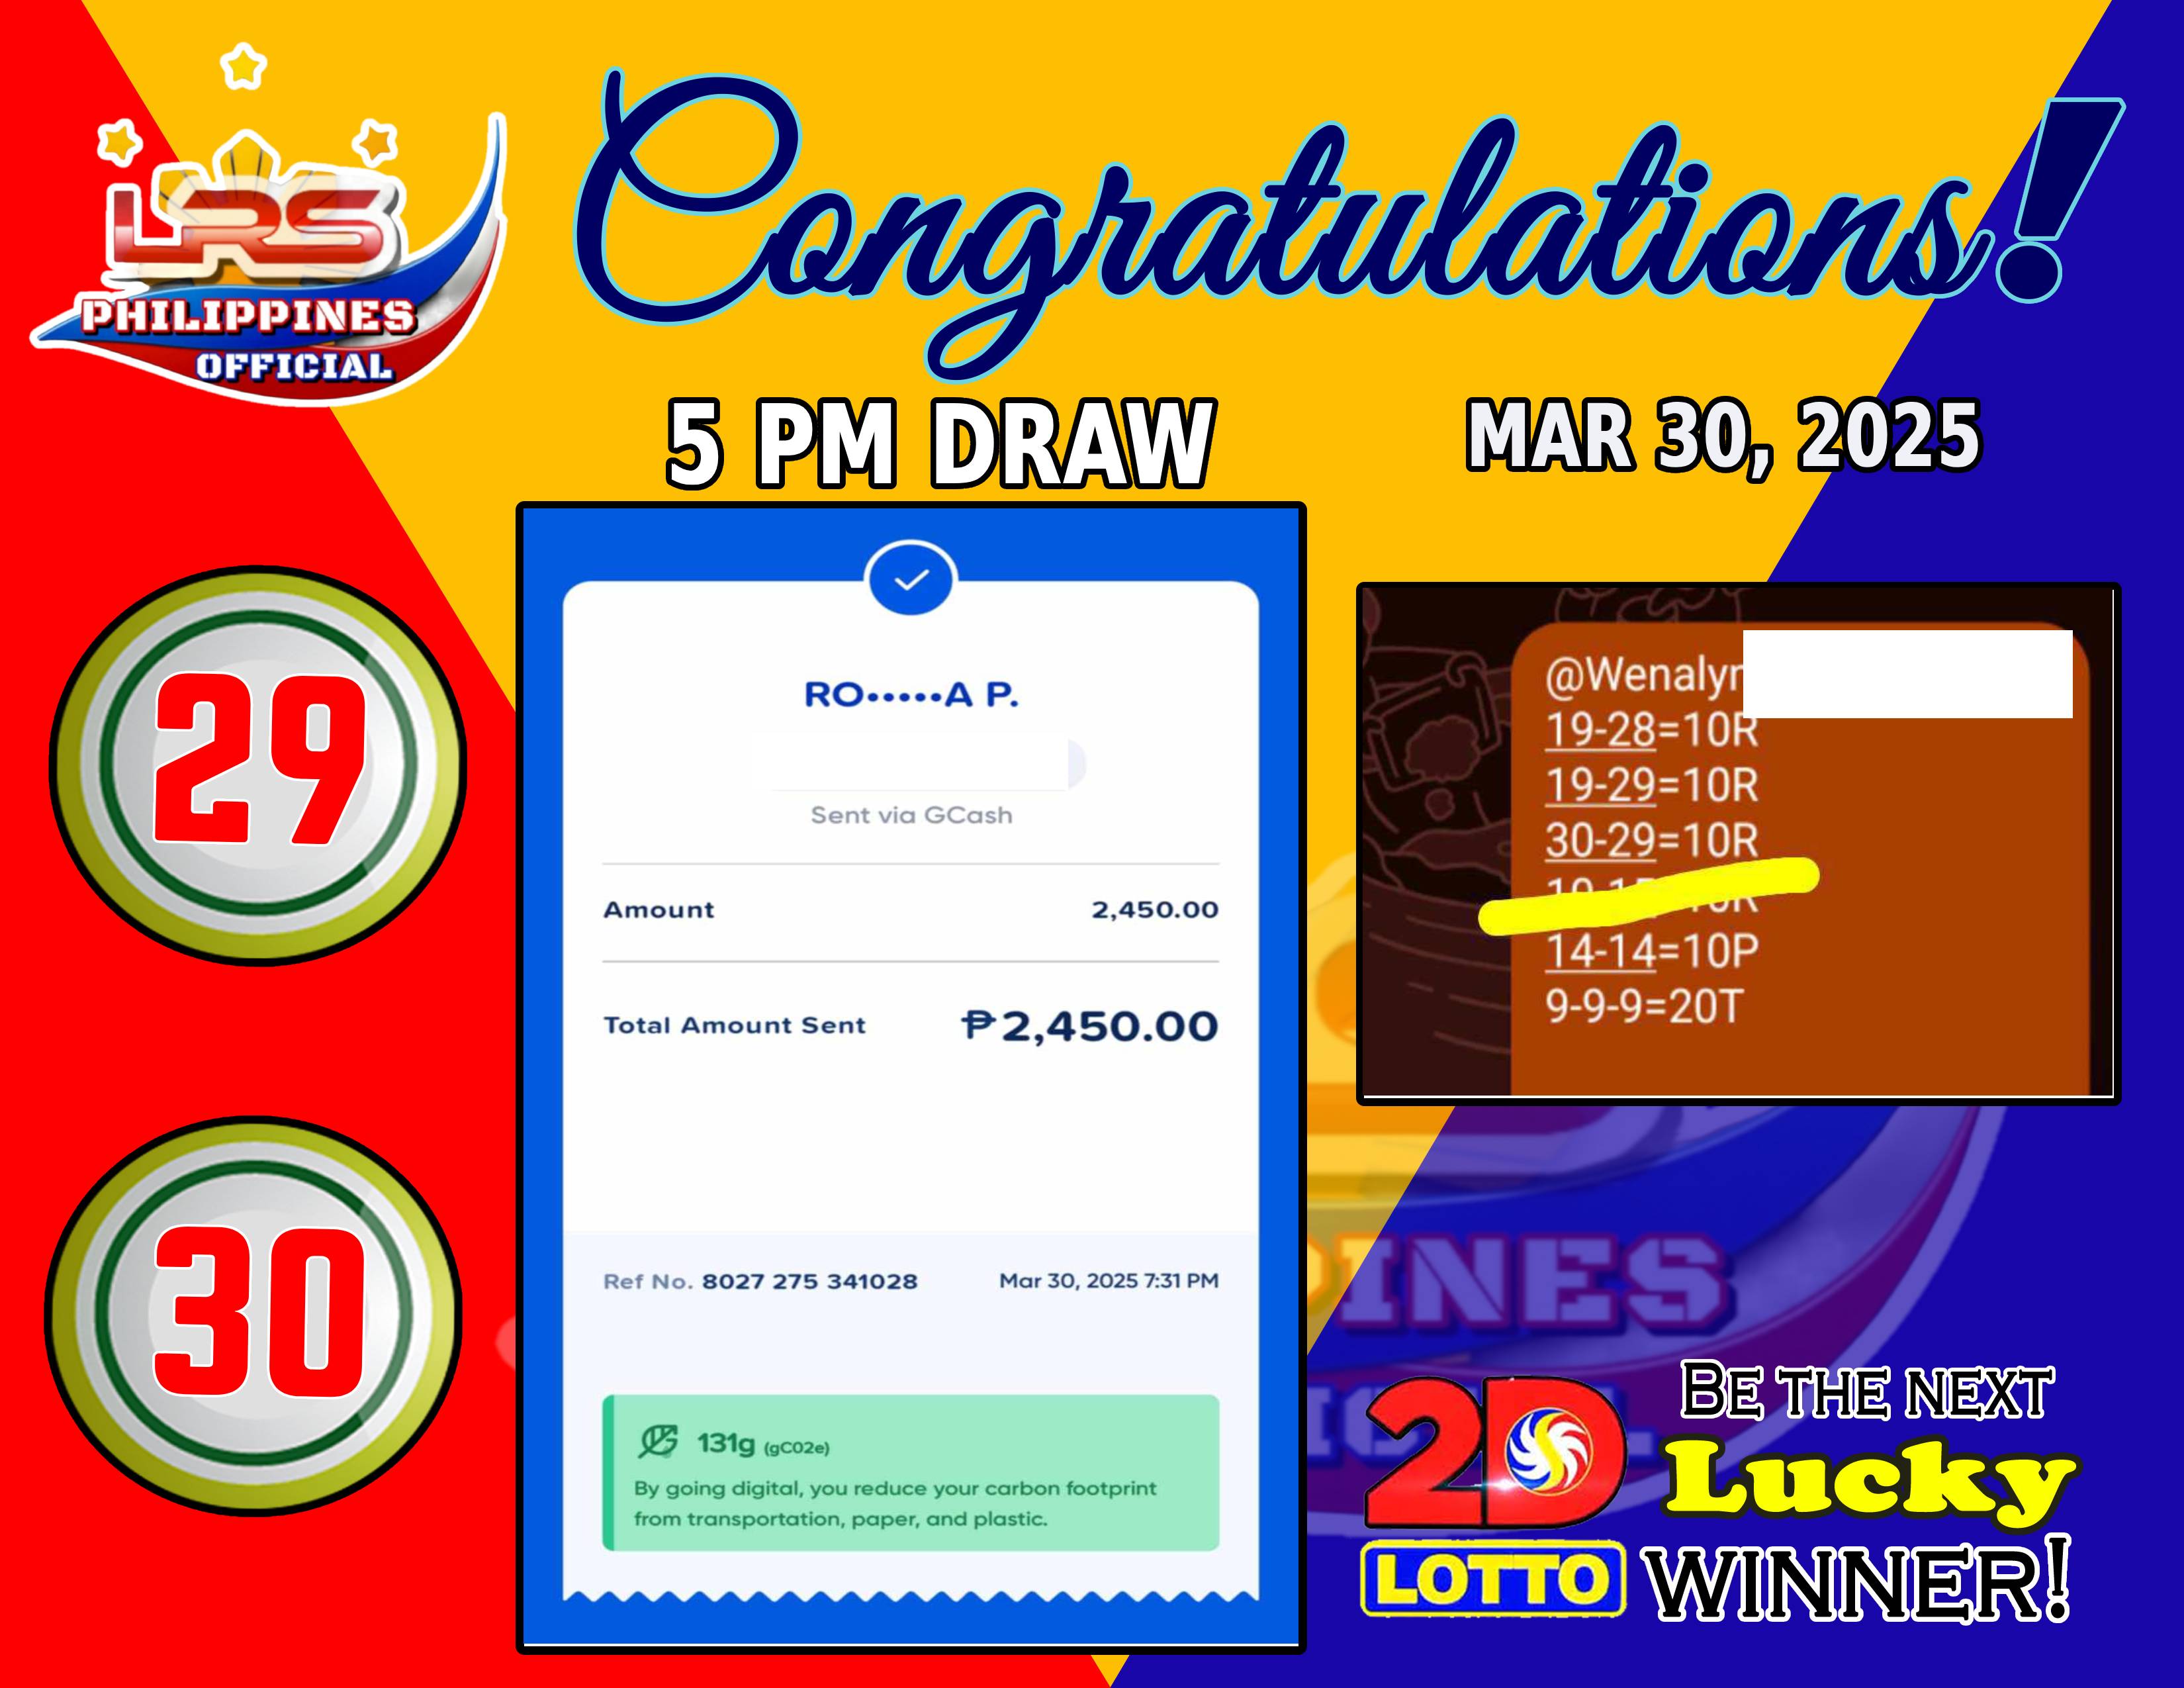 LRS
PHILIPPINES
OFFICIAL
Congratulations!
5 PM DRAW
MAR 30, 2025
29
30
RO•••••A P.
Sent via GCash
Amount 2,450.00
Total Amount Sent ₱2,450.00
Ref No. 8027 275 341028 Mar 30, 2025 7:31 PM
131g (gC02e)
By going digital, you reduce your carbon footprint
from transportation, paper, and plastic.
19-28=10R
19-29=10R
30-29=10R
14-14=10P
9-9-9=20T
PINES
2D
LOTTO
BE THE NEXT
Lucky
WINNER!